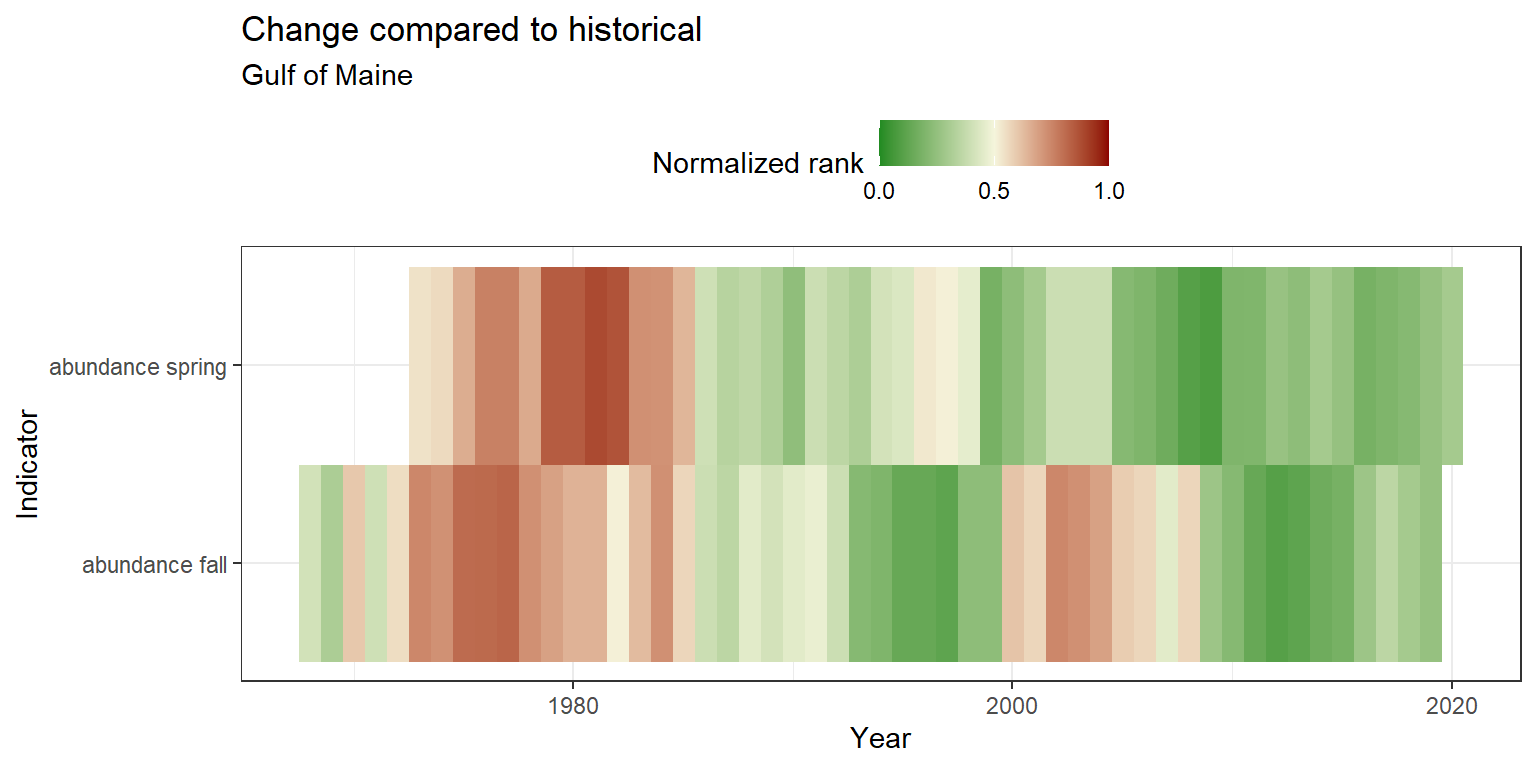 Change compared to historical
Gulf of Maine
Normalized rank
0.0 0.5 1.0
Indicator
abundance spring
abundance fall
1980 2000 2020
Year